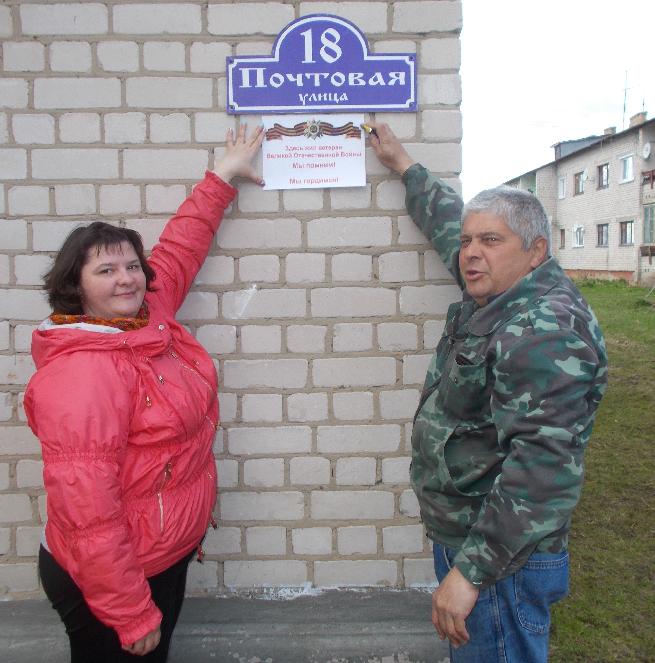 18
Почтовая
улица
Здесь жил ветеран
Великой Отечественной Войны
Мы помним!
Мы гордимся!